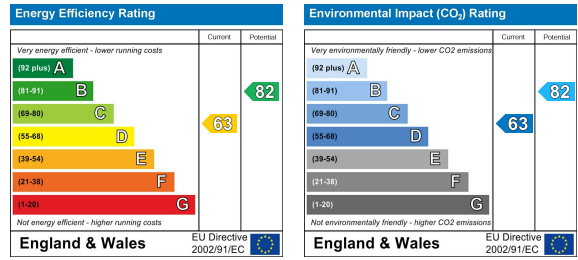 Energy Efficiency Rating
Current Potential
Very energy efficient - lower running costs
(92 plus) A
(81-91) B
82
(69-80) C
63
(55-68) D
(39-54) E
(21-38) F
(1-20) G
Not energy efficient - higher running costs
England & Wales
EU Directive
2002/91/EC
Environmental Impact (CO₂) Rating
Current Potential
Very environmentally friendly - lower CO2 emissions
(92 plus) A
(81-91) B
82
(69-80) C
63
(55-68) D
(39-54) E
(21-38) F
(1-20) G
Not environmentally friendly - higher CO2 emissions
England & Wales
EU Directive
2002/91/EC